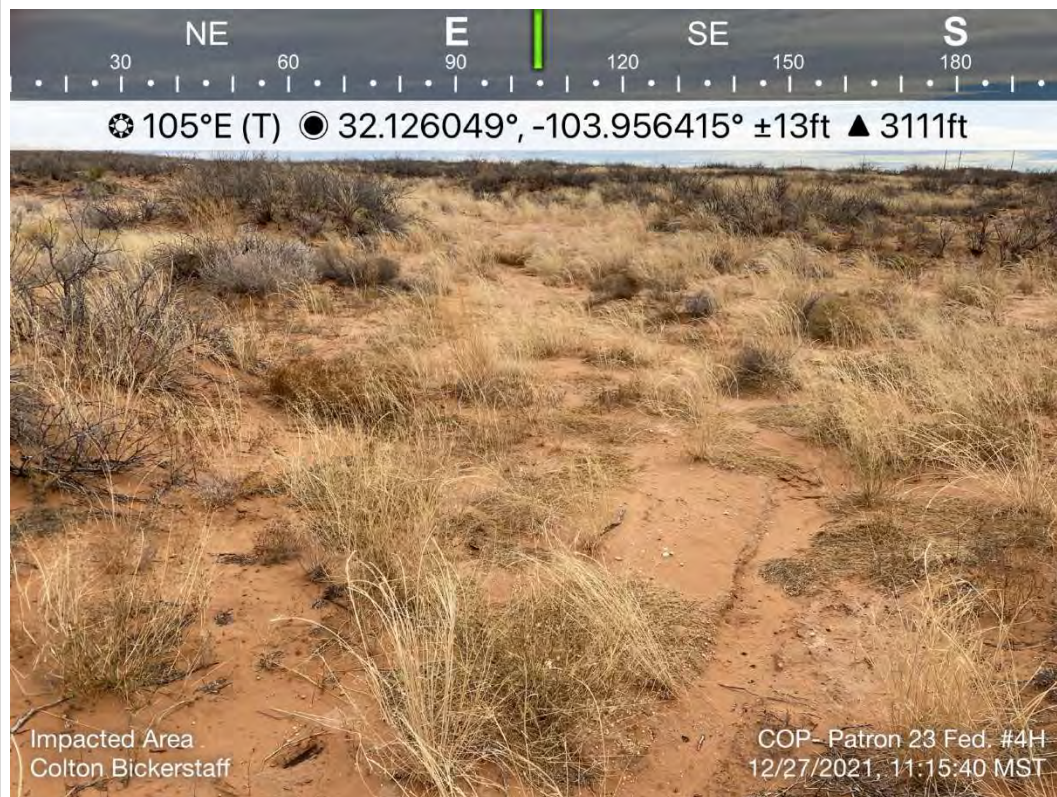 NE E SE S
30 60 90 120 150 180
105°E (T) 32.126049°, -103.956415° ±13ft ▲ 3111ft
Impacted Area
Colton Bickerstaff
COP- Patron 23 Fed. #4H
12/27/2021, 11:15:40 MST